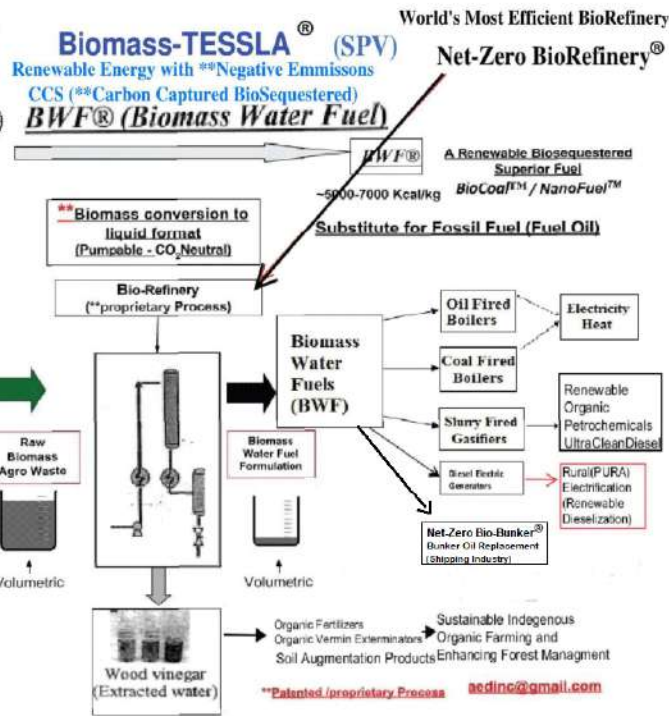 World's Most Efficient BioRefinery
Biomass-TESSLA ® (SPV)
Net-Zero BioRefinery®
Renewable Energy with **Negative Emmissons
CCS (**Carbon Captured BioSequestered)
BWF® (Biomass Water Fuel)
BWF®
~5000-7000 Kcal/kg
A Renewable Biosequestered
Superior Fuel
BioCoal™ / NanoFuel™
Substitute for Fossil Fuel (Fuel Oil)
**Biomass conversion to
liquid format
(Pumpable - CO2Neutral)
Bio-Refinery
(**proprietary Process)
Raw
Biomass
Agro Waste
Volumetric
Biomass
Water Fuel
Formulation
Volumetric
Biomass
Water
Fuels
(BWF)
Oil Fired
Boilers
Coal Fired
Boilers
Electricity
Heat
Slurry Fired
Gasifiers
Renewable
Organic
Petrochemicals
UltraCleanDiesel
Diesel Electric
Generators
Rural(PURA)
Electrification
(Renewable
Dieselization)
Net-Zero Bio-Bunker®
Bunker Oil Replacement
(Shipping Industry)
Wood vinegar
(Extracted water)
Organic Fertilizers
Organic Vermin Exterminators
Soil Augmentation Products
Sustainable Indegenous
Organic Farming and
Enhancing Forest Managment
**Patented /proprietary Process
aedinc@gmail.com